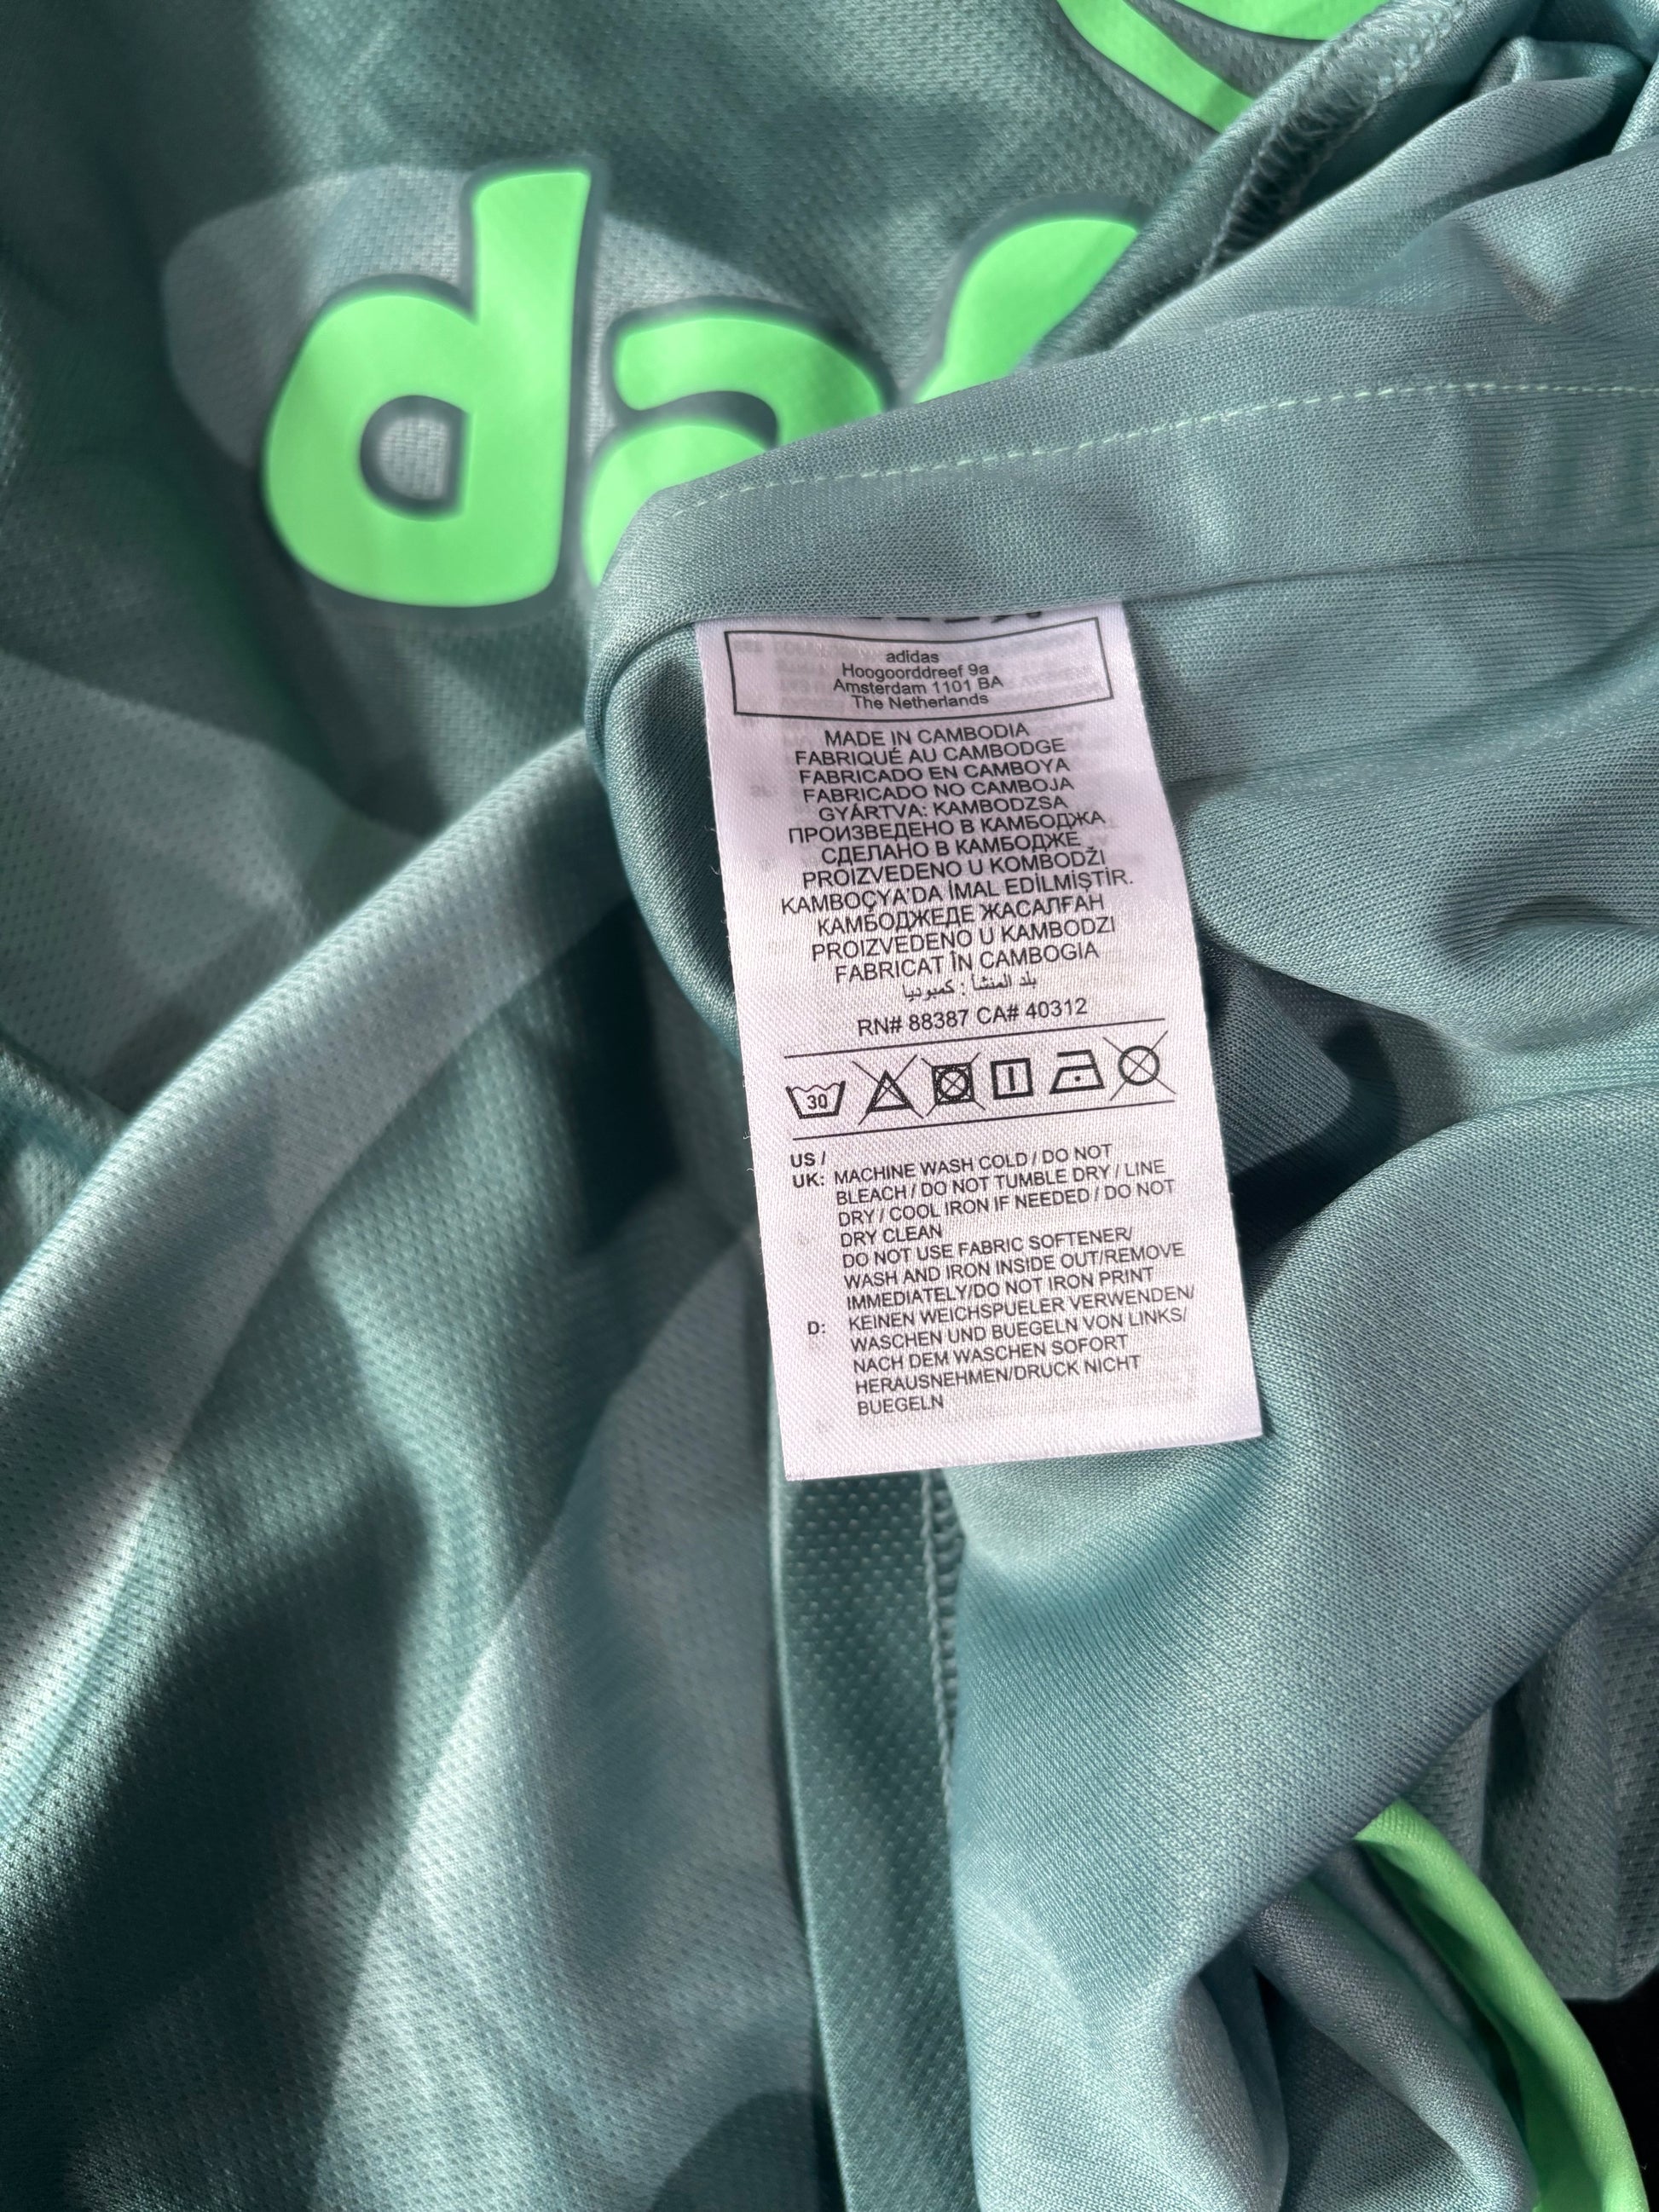 adidas
Hoogoorddreef 9a
Amsterdam 1101 BA
The Netherlands
MADE IN CAMBODIA
FABRIQUÉ AU CAMBODGE
FABRICADO EN CAMBOYA
FABRICADO NO CAMBOJA
GYÁRTVA: KAMBODZSA
ПРОИЗВЕДЕНО В КАМБОДЖА
СДЕЛАНО В КАМБОДЖЕ
PROIZVEDENO U KOMBODŽI
KAMBOÇYA'DA İMAL EDİLMİŞTİR.
КАМБОДЖЕДЕ ЖАСАЛҒАН
PROIZVEDENO U KAMBODZI
FABRICAT ÎN CAMBOGIA
بلد المنشأ : كمبوديا
RN# 88387 CA# 40312
30
US /
UK: MACHINE WASH COLD / DO NOT
BLEACH / DO NOT TUMBLE DRY / LINE
DRY / COOL IRON IF NEEDED / DO NOT
DRY CLEAN
DO NOT USE FABRIC SOFTENER/
WASH AND IRON INSIDE OUT/REMOVE
IMMEDIATELY/DO NOT IRON PRINT
D: KEINEN WEICHSPUELER VERWENDEN/
WASCHEN UND BUEGELN VON LINKS/
NACH DEM WASCHEN SOFORT
HERAUSNEHMEN/DRUCK NICHT
BUEGELN